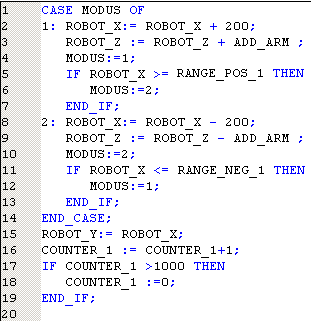 1 CASE MODUS OF
2 1: ROBOT_X:= ROBOT_X + 200;
3 ROBOT_Z := ROBOT_Z + ADD_ARM ;
4 MODUS:=1;
5 IF ROBOT_X >= RANGE_POS_1 THEN
6 MODUS:=2;
7 END_IF;
8 2: ROBOT_X:= ROBOT_X - 200;
9 ROBOT_Z := ROBOT_Z - ADD_ARM ;
10 MODUS:=2;
11 IF ROBOT_X <= RANGE_NEG_1 THEN
12 MODUS:=1;
13 END_IF;
14 END_CASE;
15 ROBOT_Y:= ROBOT_X;
16 COUNTER_1 := COUNTER_1+1;
17 IF COUNTER_1 >1000 THEN
18 COUNTER_1 :=0;
19 END_IF;
20